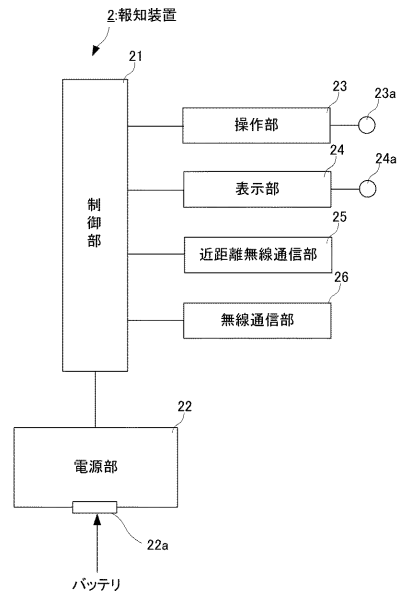 2:報知装置
21
制御部
23
23a
操作部
24
24a
表示部
25
近距離無線通信部
26
無線通信部
22
電源部
22a
バッテリ